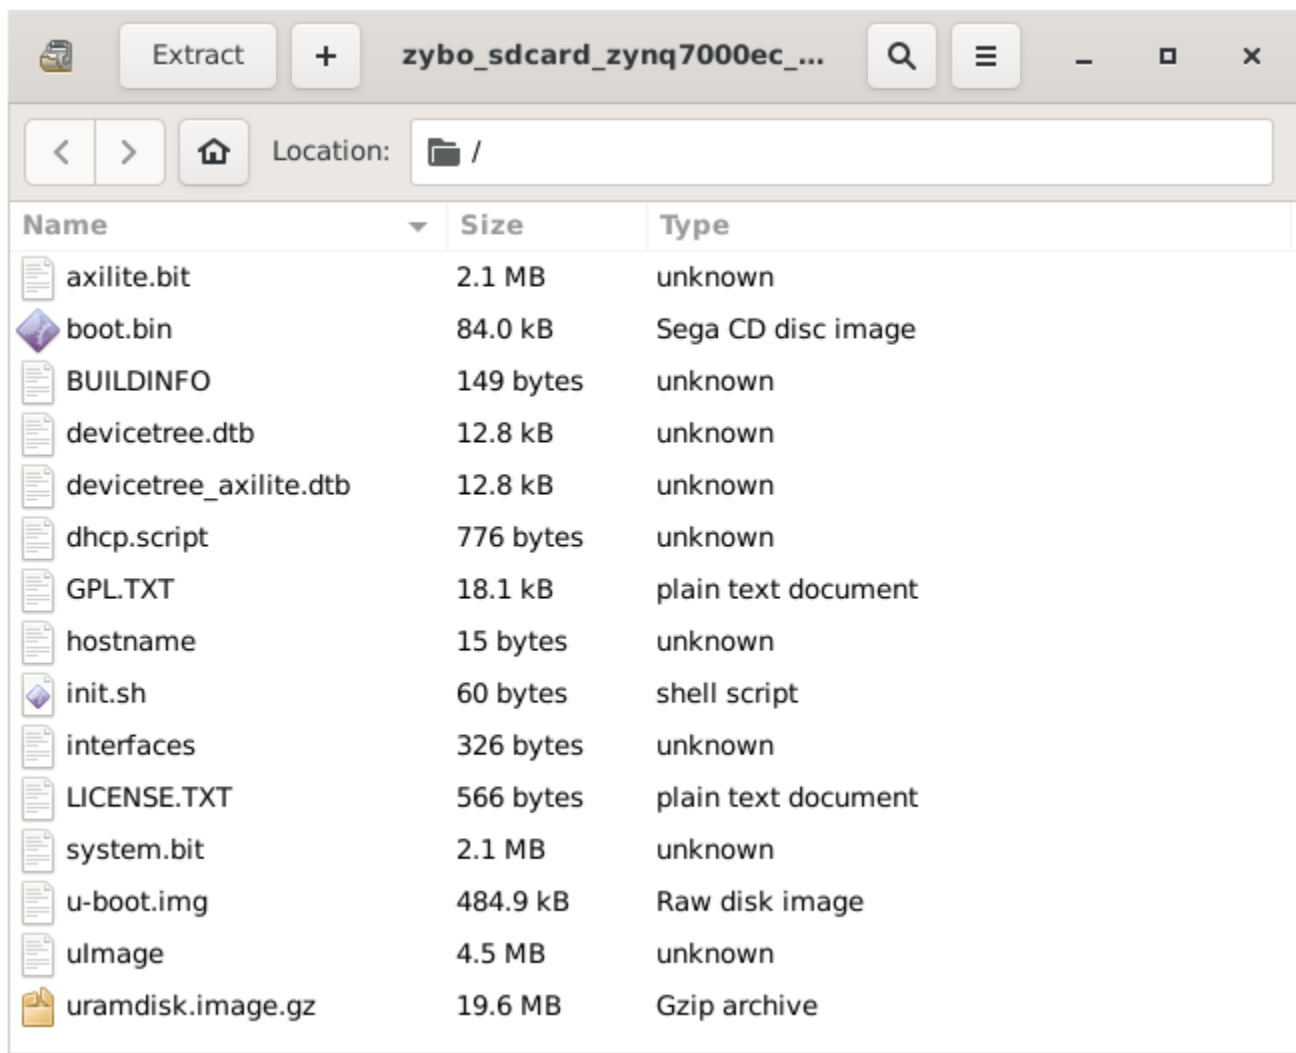 Extract + zybo_sdcard_zynq7000ec_...
Location: /
Name Size Type
axilite.bit 2.1 MB unknown
boot.bin 84.0 kB Sega CD disc image
BUILDINFO 149 bytes unknown
devicetree.dtb 12.8 kB unknown
devicetree_axilite.dtb 12.8 kB unknown
dhcp.script 776 bytes unknown
GPL.TXT 18.1 kB plain text document
hostname 15 bytes unknown
init.sh 60 bytes shell script
interfaces 326 bytes unknown
LICENSE.TXT 566 bytes plain text document
system.bit 2.1 MB unknown
u-boot.img 484.9 kB Raw disk image
uImage 4.5 MB unknown
uramdisk.image.gz 19.6 MB Gzip archive